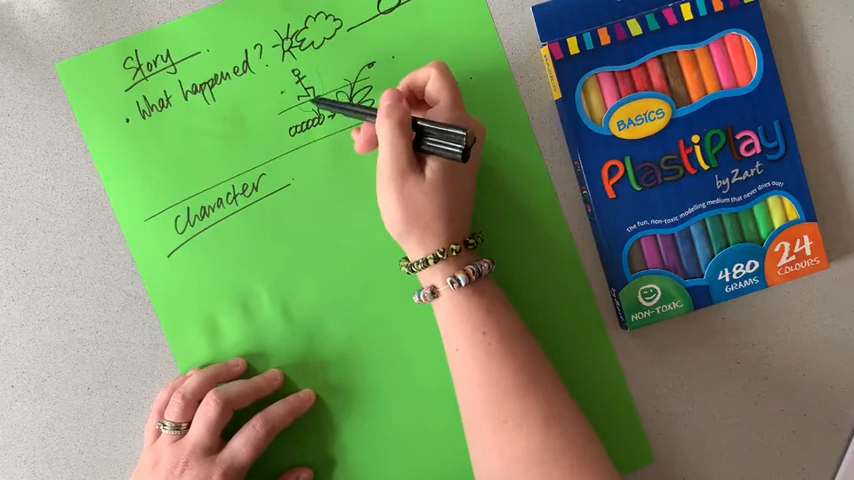 Story.
• What happened?
Character
BASICS
BASICS
PLaStiPLay
by Zart
The fun, non-toxic modelling medium that never dries out!
480
GRAMS
24
COLOURS
NON-TOXIC